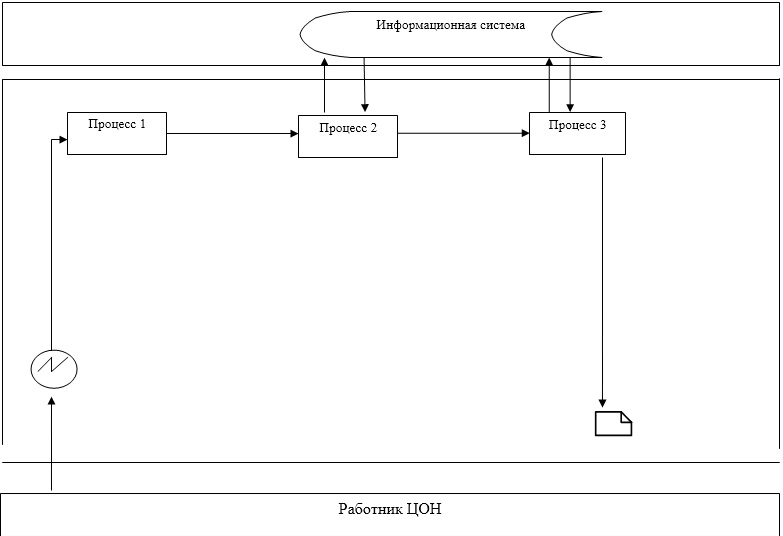 Информационная система
Процесс 1
Процесс 2
Процесс 3
Работник ЦОН